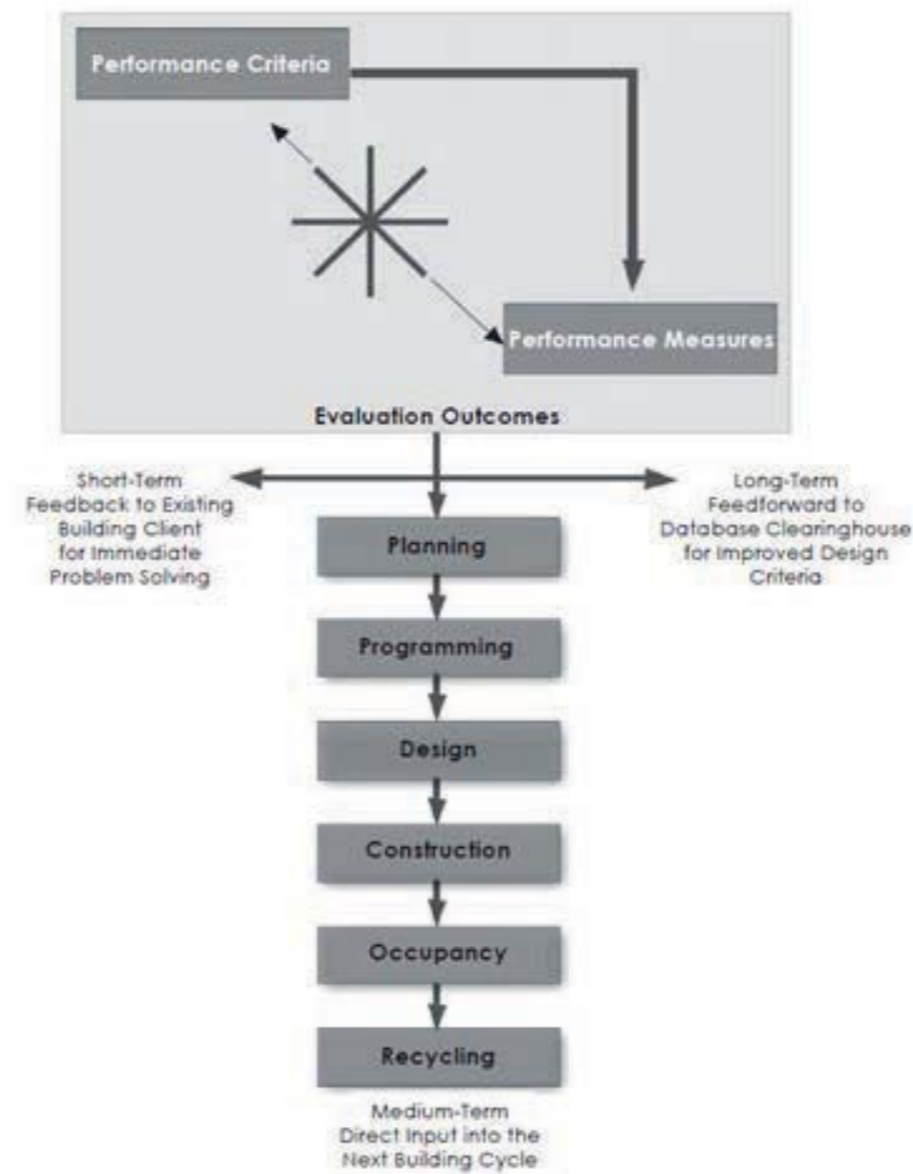 Performance Criteria
Performance Measures
Evaluation Outcomes
Short-Term
Feedback to Existing
Building Client
for Immediate
Problem Solving
Long-Term
Feedforward to
Database Clearinghouse
for Improved Design
Criteria
Planning
Programming
Design
Construction
Occupancy
Recycling
Medium-Term
Direct Input into the
Next Building Cycle